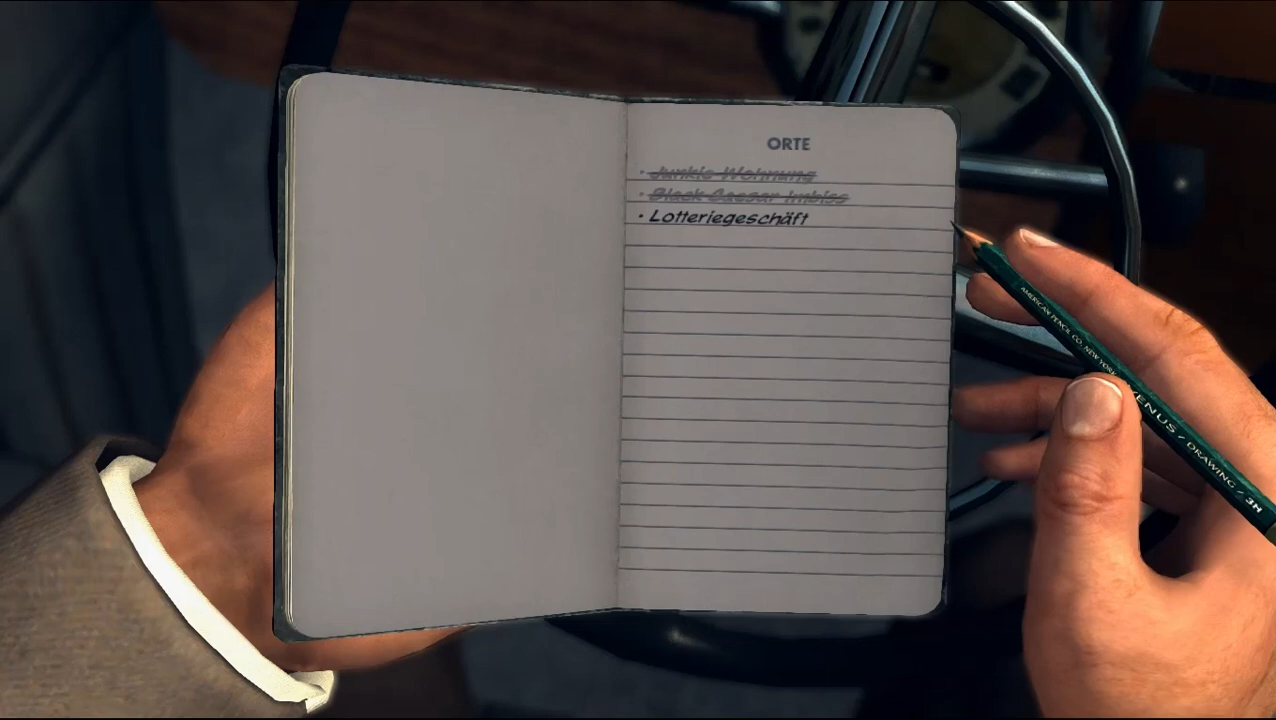 ORTE
· Junkie Wohnung
· Black Caesar Imbiss
· Lotteriegeschäft
AMERICAN PENCIL CO. NEW YORK
VENUS / DRAWING / 3H